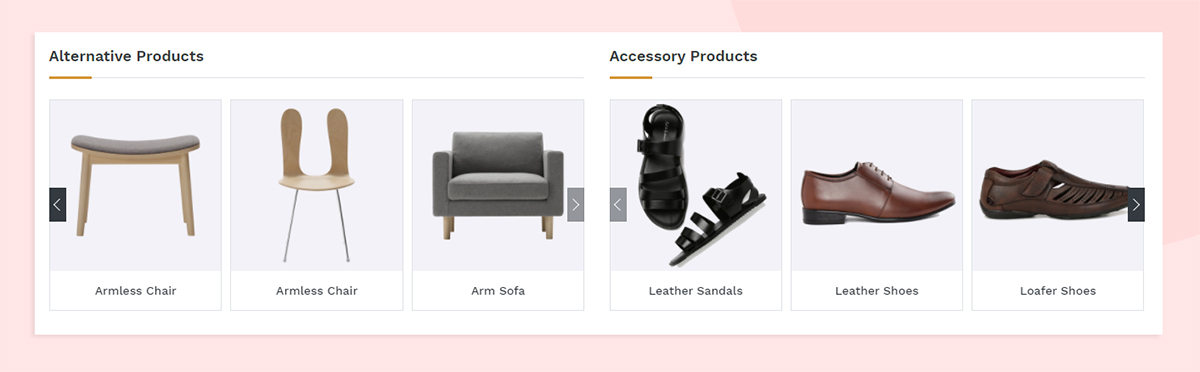 Alternative Products
Accessory Products
Armless Chair
Armless Chair
Arm Sofa
Leather Sandals
Leather Shoes
Loafer Shoes